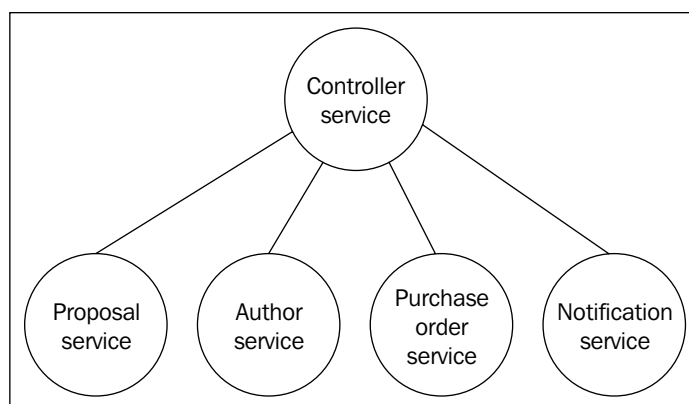 Controller
service
Proposal
service
Author
service
Purchase
order
service
Notification
service